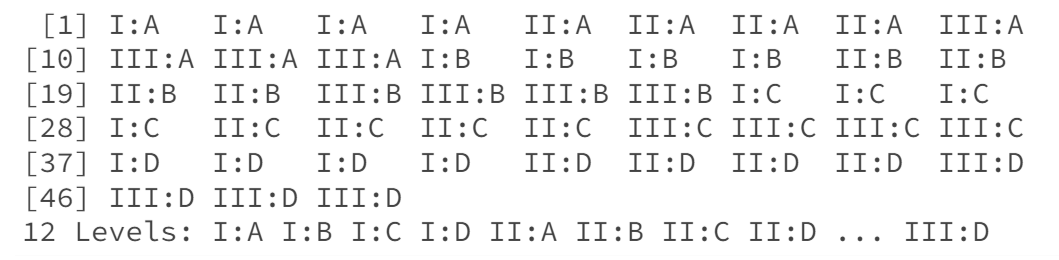 [1] I:A I:A I:A I:A II:A II:A II:A II:A III:A
[10] III:A III:A III:A I:B I:B I:B I:B II:B II:B
[19] II:B II:B III:B III:B III:B III:B I:C I:C I:C
[28] I:C II:C II:C II:C II:C III:C III:C III:C III:C
[37] I:D I:D I:D I:D II:D II:D II:D II:D III:D
[46] III:D III:D III:D
12 Levels: I:A I:B I:C I:D II:A II:B II:C II:D ... III:D